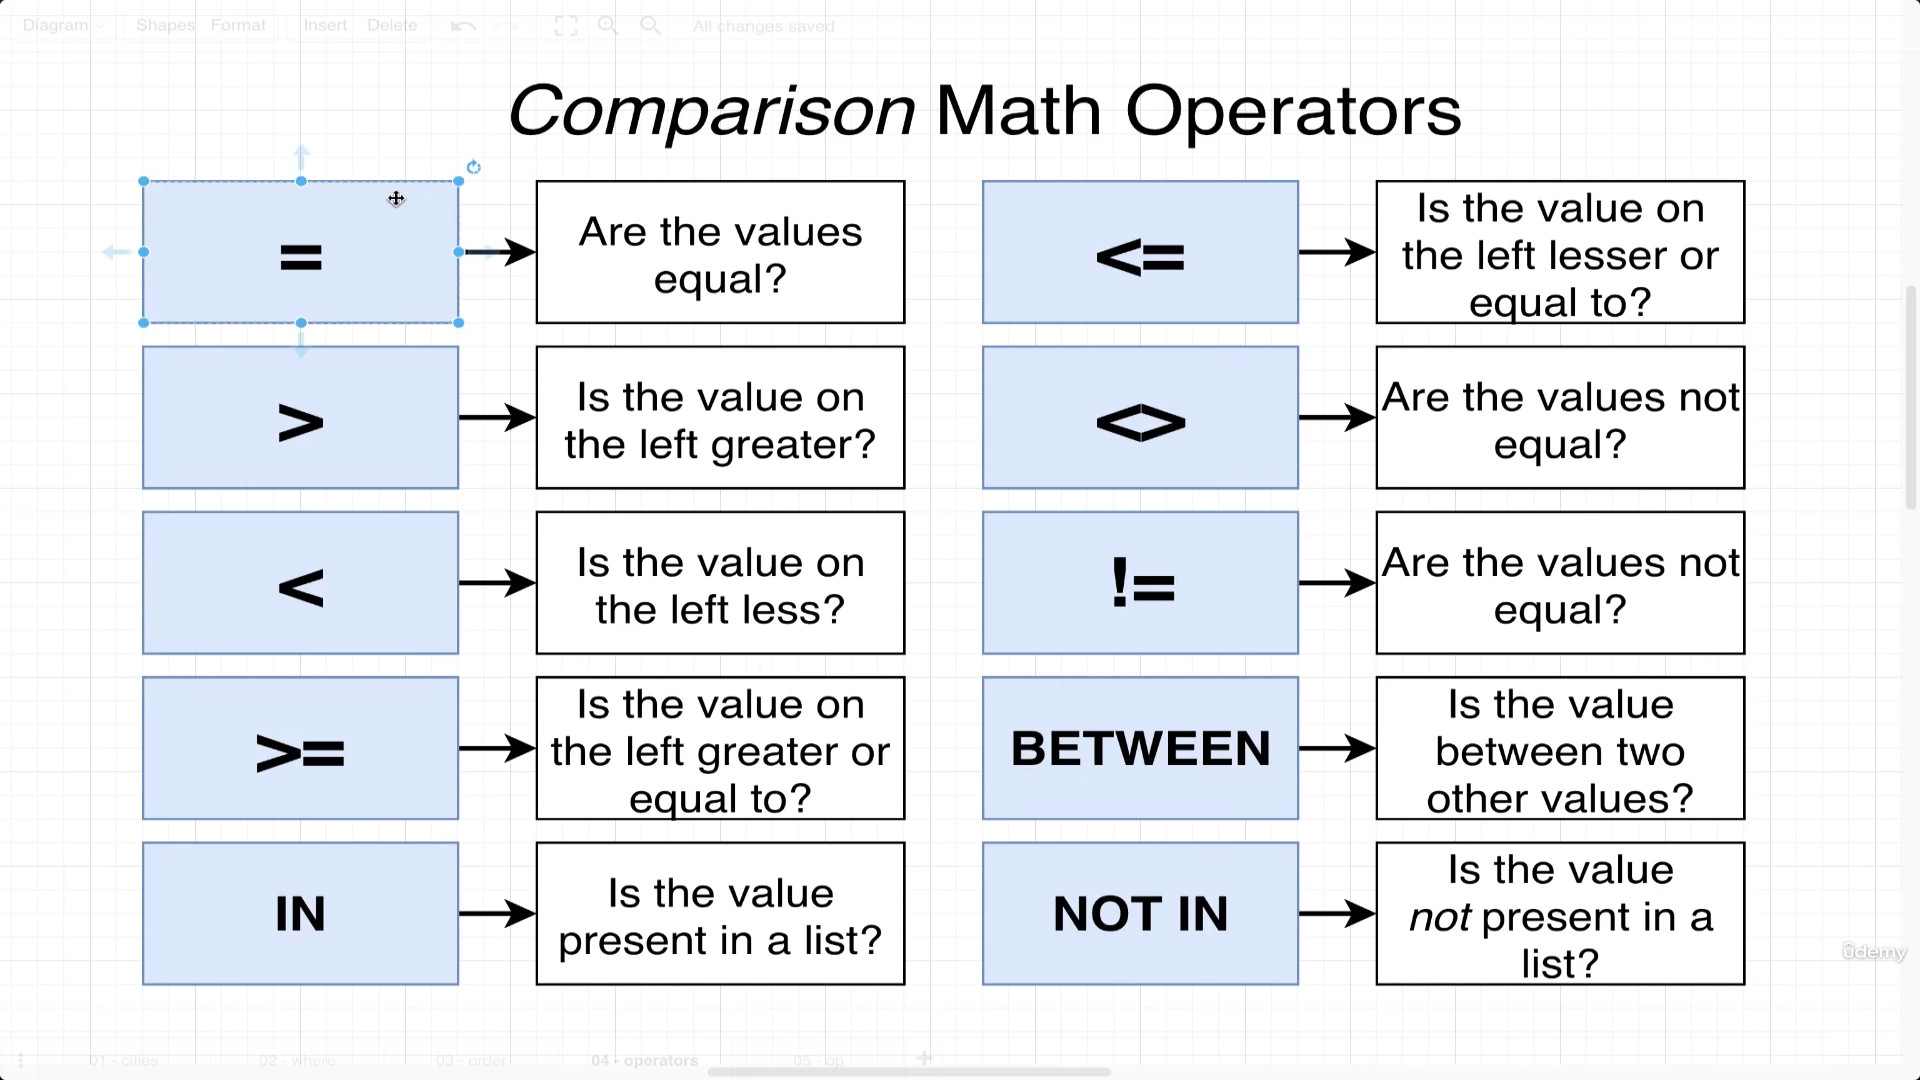 Diagram Shapes Format Insert Delete All changes saved
Comparison Math Operators
=
Are the values
equal?
<=
Is the value on
the left lesser or
equal to?
>
Is the value on
the left greater?
<>
Are the values not
equal?
<
Is the value on
the left less?
!=
Are the values not
equal?
>=
Is the value on
the left greater or
equal to?
BETWEEN
Is the value
between two
other values?
IN
Is the value
present in a list?
NOT IN
Is the value
not present in a
list?
ûdemy
01 - cities 02 - where 03 - order 04 - operators 05 - op